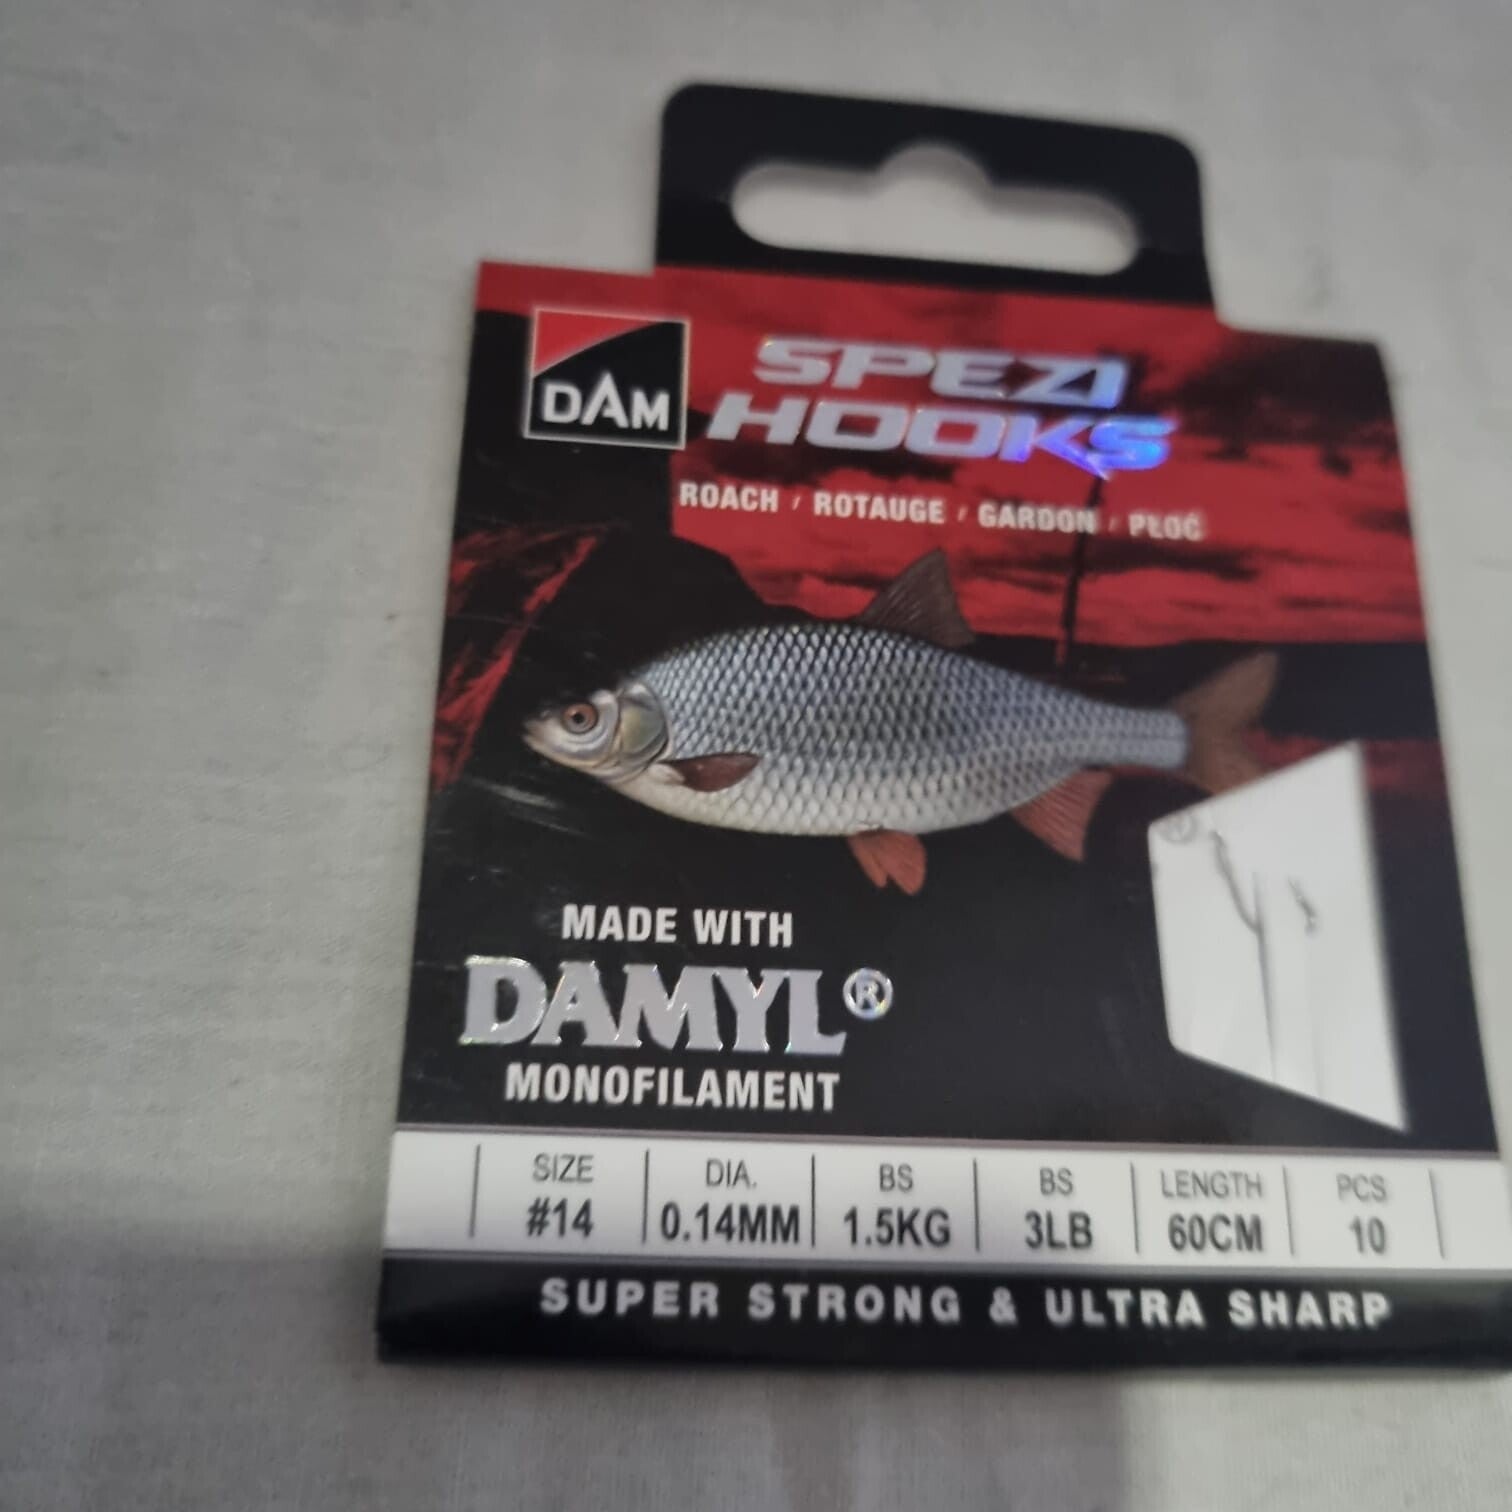 DAM
SPEZI
HOOKS
ROACH / ROTAUGE / GARDON / PŁOĆ
MADE WITH
DAMYL®
MONOFILAMENT
SIZE DIA. BS BS LENGTH PCS
#14 0.14MM 1.5KG 3LB 60CM 10
SUPER STRONG & ULTRA SHARP